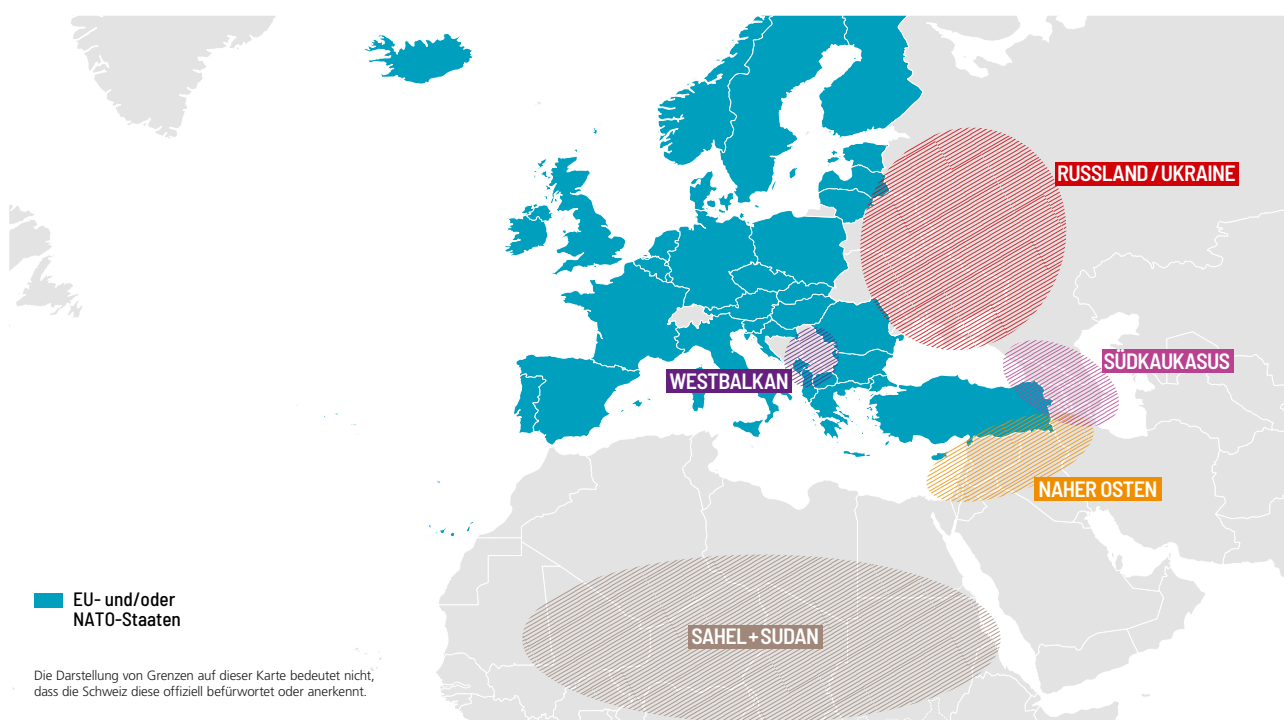 RUSSLAND / UKRAINE
SÜDKAUKASUS
WESTBALKAN
NAHER OSTEN
EU- und/oder
NATO-Staaten
SAHEL + SUDAN
Die Darstellung von Grenzen auf dieser Karte bedeutet nicht,
dass die Schweiz diese offiziell befürwortet oder anerkennt.